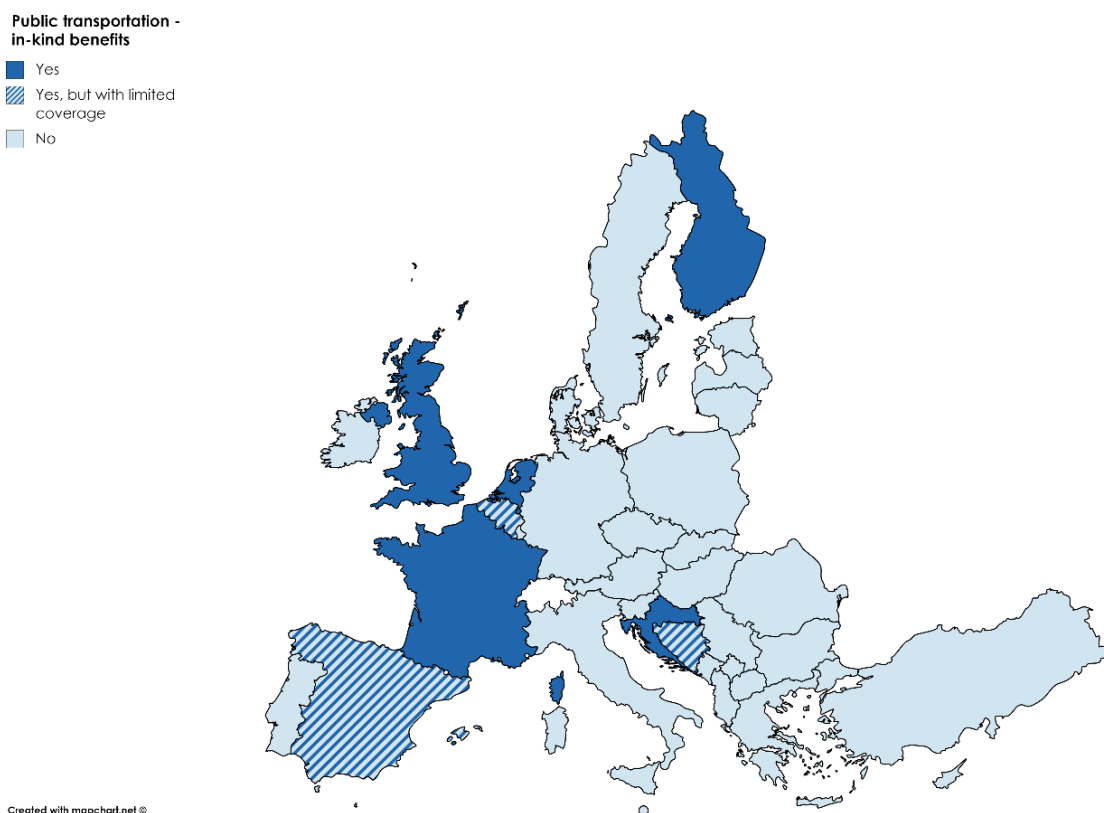 Public transportation -
in-kind benefits
Yes
Yes, but with limited
coverage
No
Created with mapchart.net ©